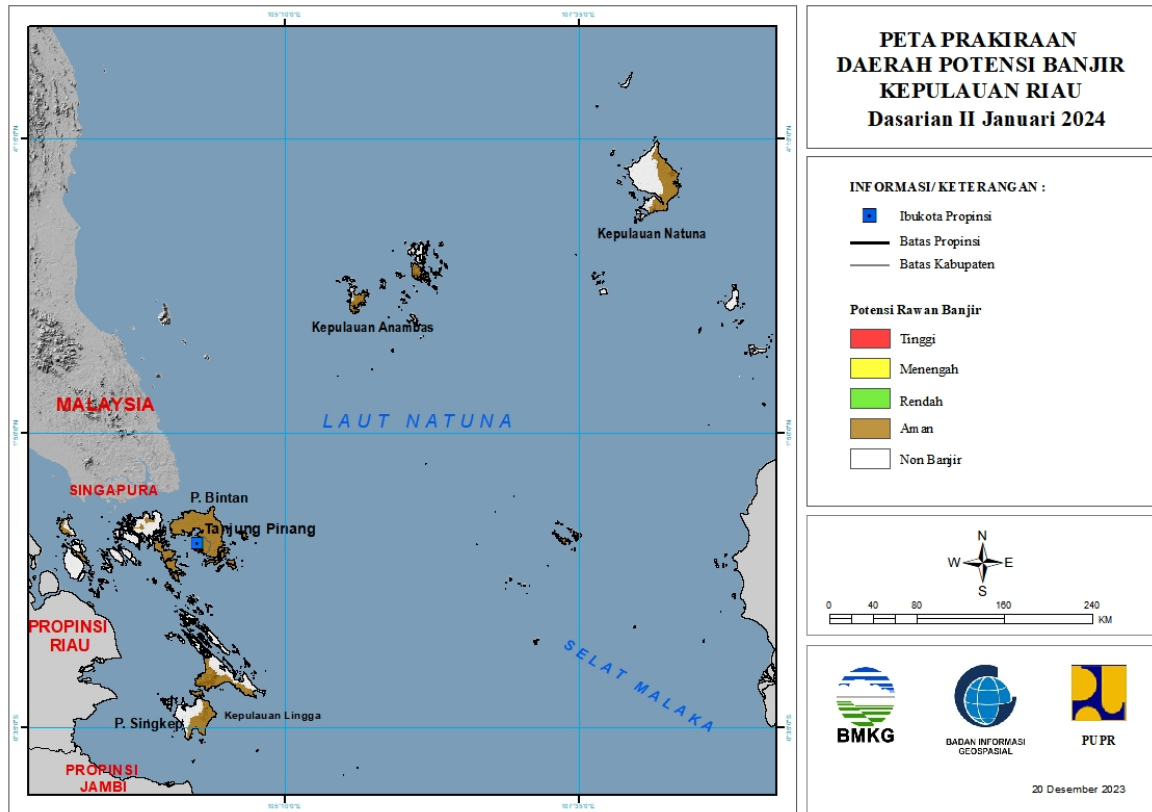 PETA PRAKIRAAN
DAERAH POTENSI BANJIR
KEPULAUAN RIAU
Dasarian II Januari 2024
INFORMASI/ KETERANGAN :
Ibukota Propinsi
Batas Propinsi
Batas Kabupaten
Potensi Rawan Banjir
Tinggi
Menengah
Rendah
Aman
Non Banjir
N
W E
S
0 40 80 160 240
KM
BMKG
BADAN INFORMASI
GEOSPASIAL
PUPR
20 Desember 2023
Kepulauan Natuna
Kepulauan Anambas
MALAYSIA
LAUT NATUNA
SINGAPURA
P. Bintan
Tanjung Pinang
PROPINSI
RIAU
SELAT MALAKA
P. Singkep
Kepulauan Lingga
PROPINSI
JAMBI